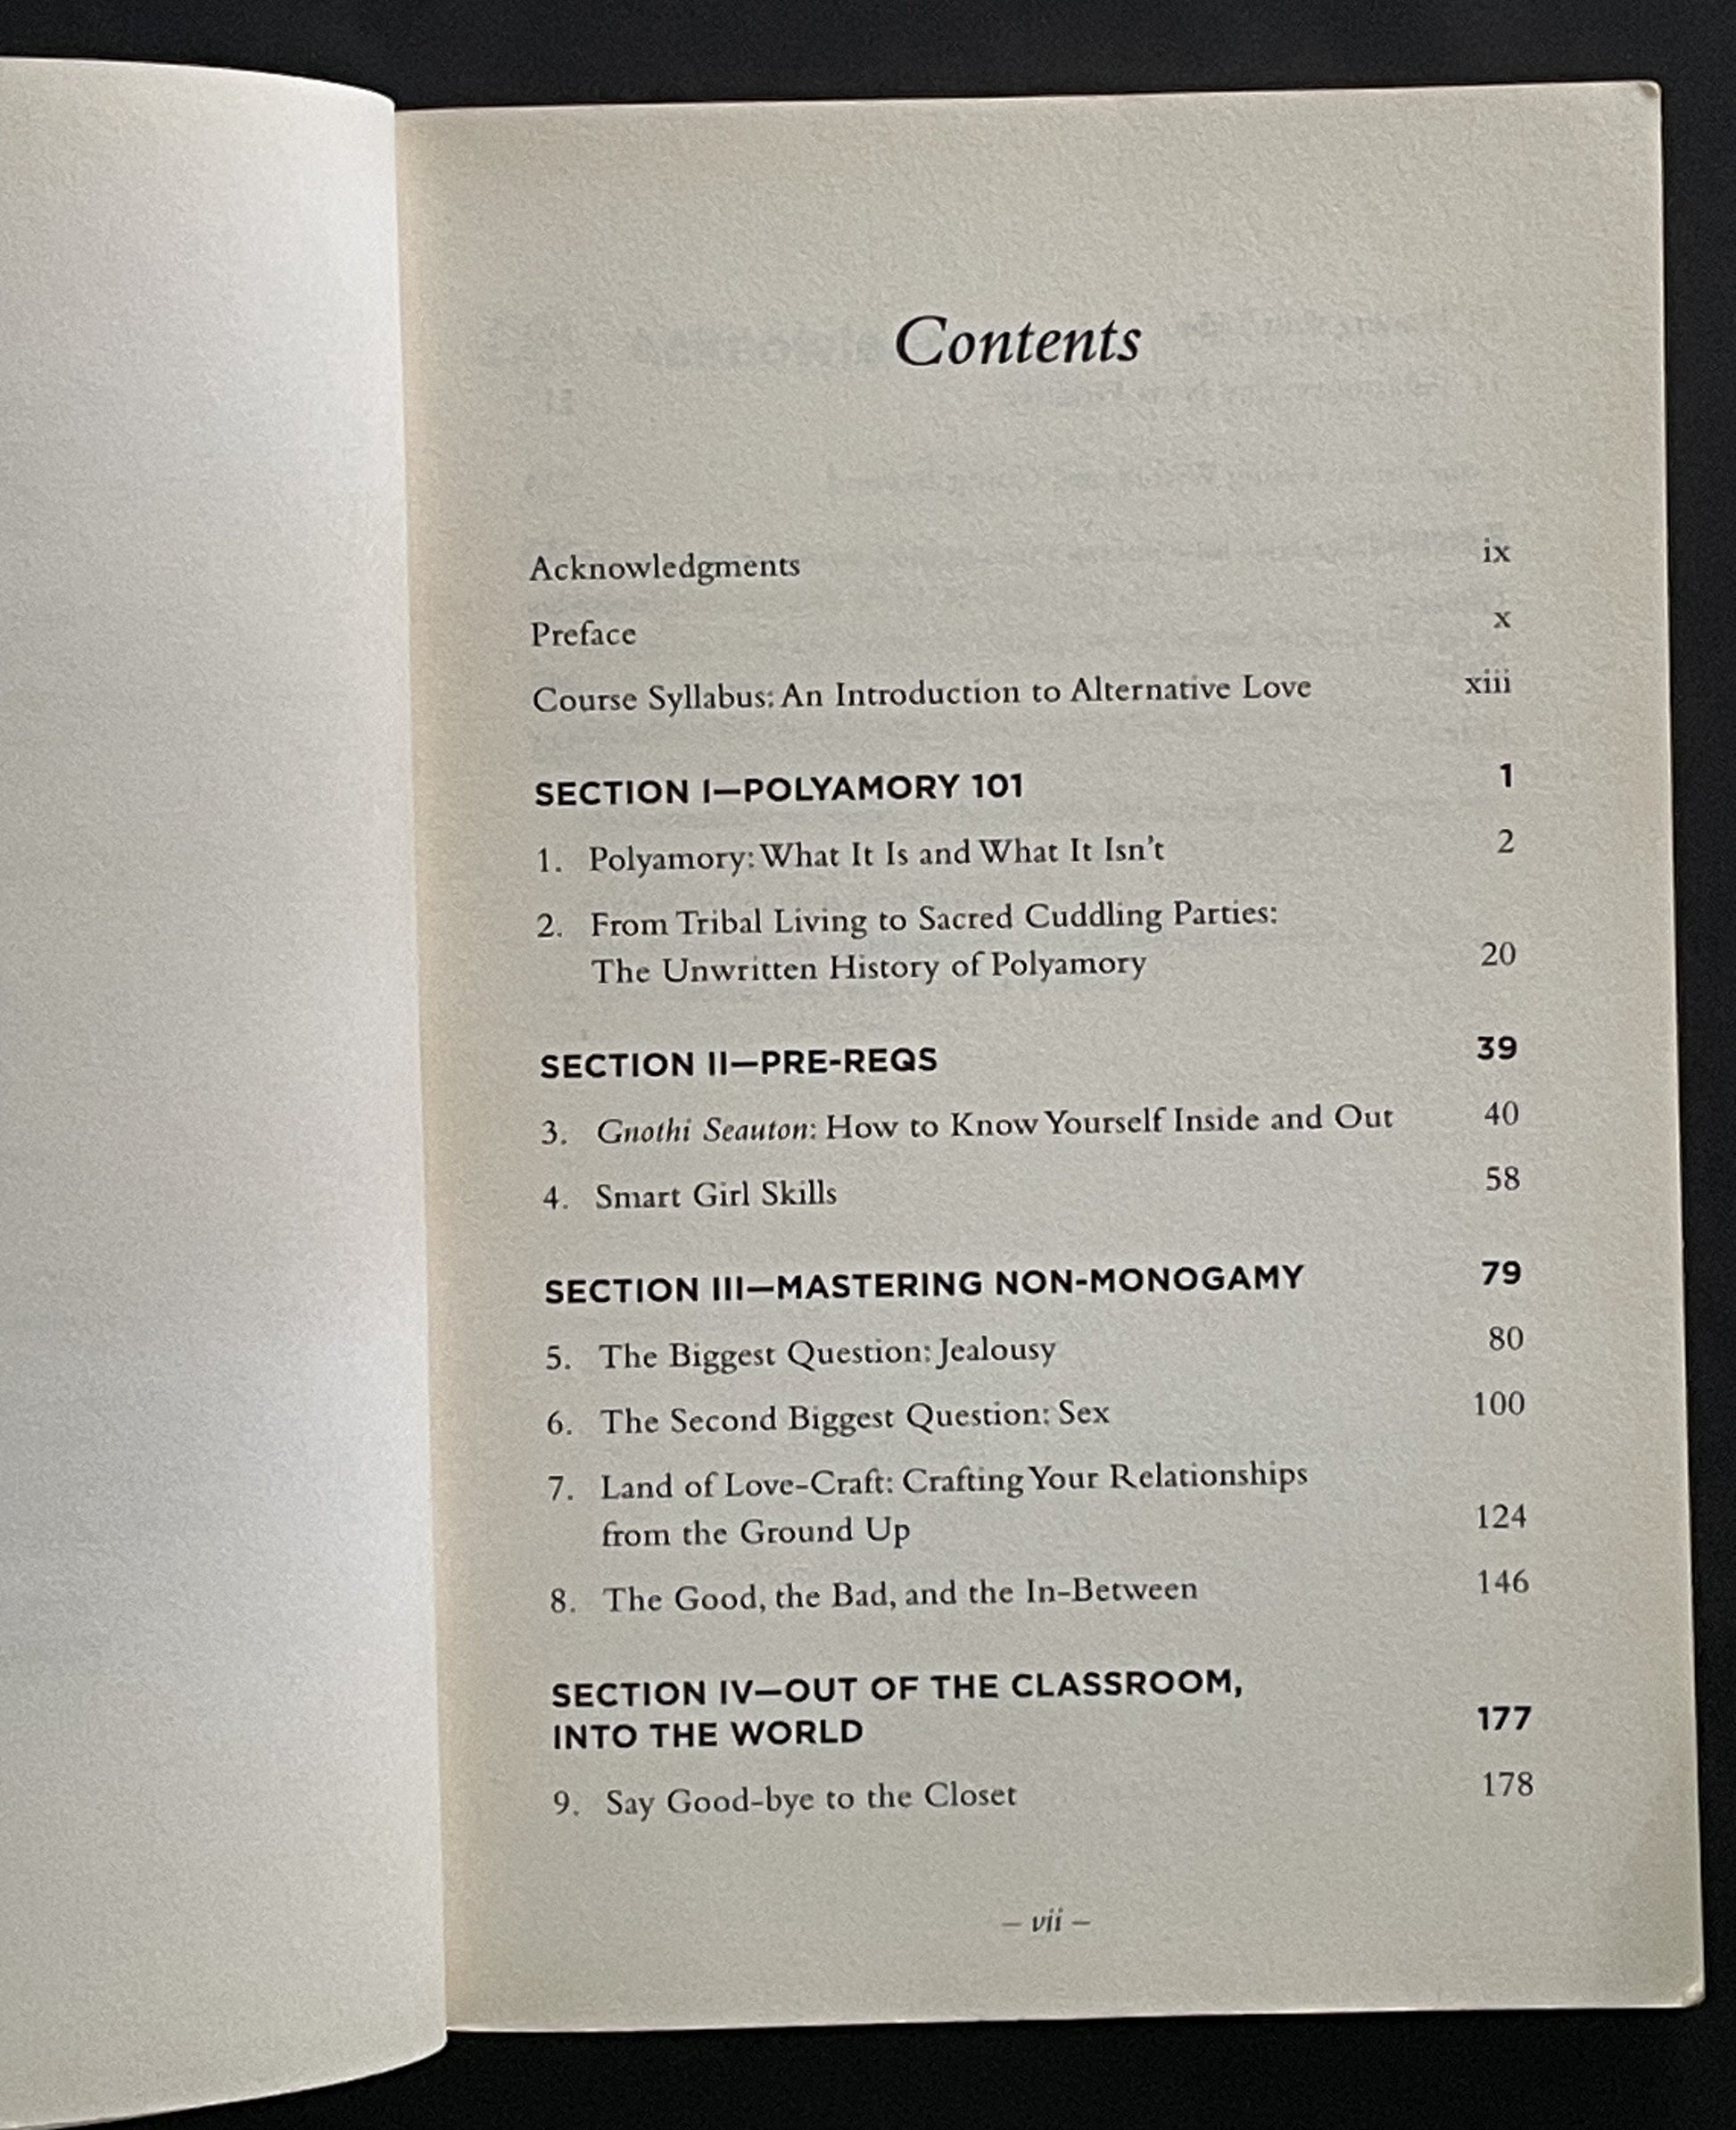 Contents
Acknowledgments ix
Preface x
Course Syllabus: An Introduction to Alternative Love xiii
SECTION I—POLYAMORY 101 1
1. Polyamory: What It Is and What It Isn't 2
2. From Tribal Living to Sacred Cuddling Parties:
The Unwritten History of Polyamory 20
SECTION II—PRE-REQS 39
3. Gnothi Seauton: How to Know Yourself Inside and Out 40
4. Smart Girl Skills 58
SECTION III—MASTERING NON-MONOGAMY 79
5. The Biggest Question: Jealousy 80
6. The Second Biggest Question: Sex 100
7. Land of Love-Craft: Crafting Your Relationships
from the Ground Up 124
8. The Good, the Bad, and the In-Between 146
SECTION IV—OUT OF THE CLASSROOM,
INTO THE WORLD 177
9. Say Good-bye to the Closet 178
– vii –